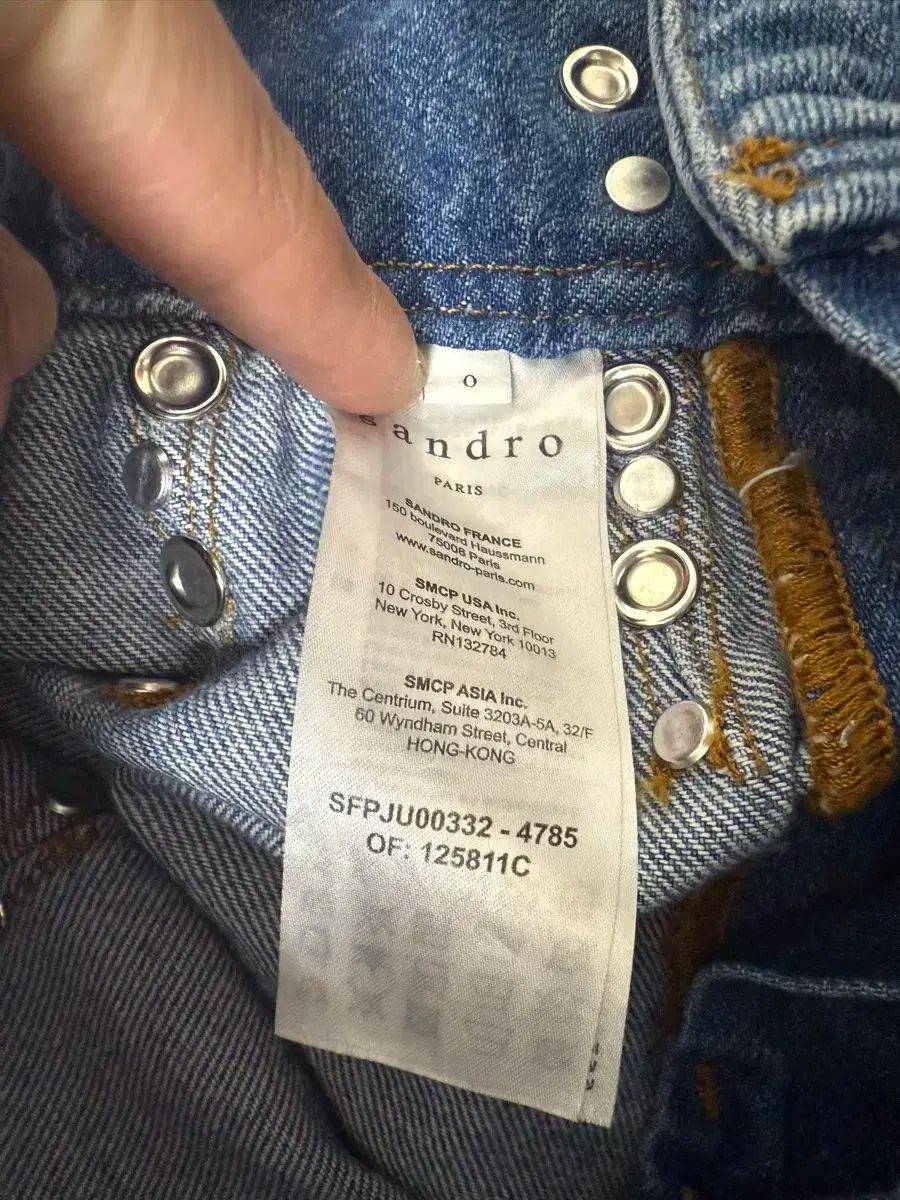 0
sandro
PARIS
SANDRO FRANCE
150 boulevard Haussmann
75008 Paris
www.sandro-paris.com
SMCP USA Inc.
10 Crosby Street, 3rd Floor
New York, New York 10013
RN132784
SMCP ASIA Inc.
The Centrium, Suite 3203A-5A, 32/F
60 Wyndham Street, Central
HONG-KONG
SFPJU00332 - 4785
OF: 125811C